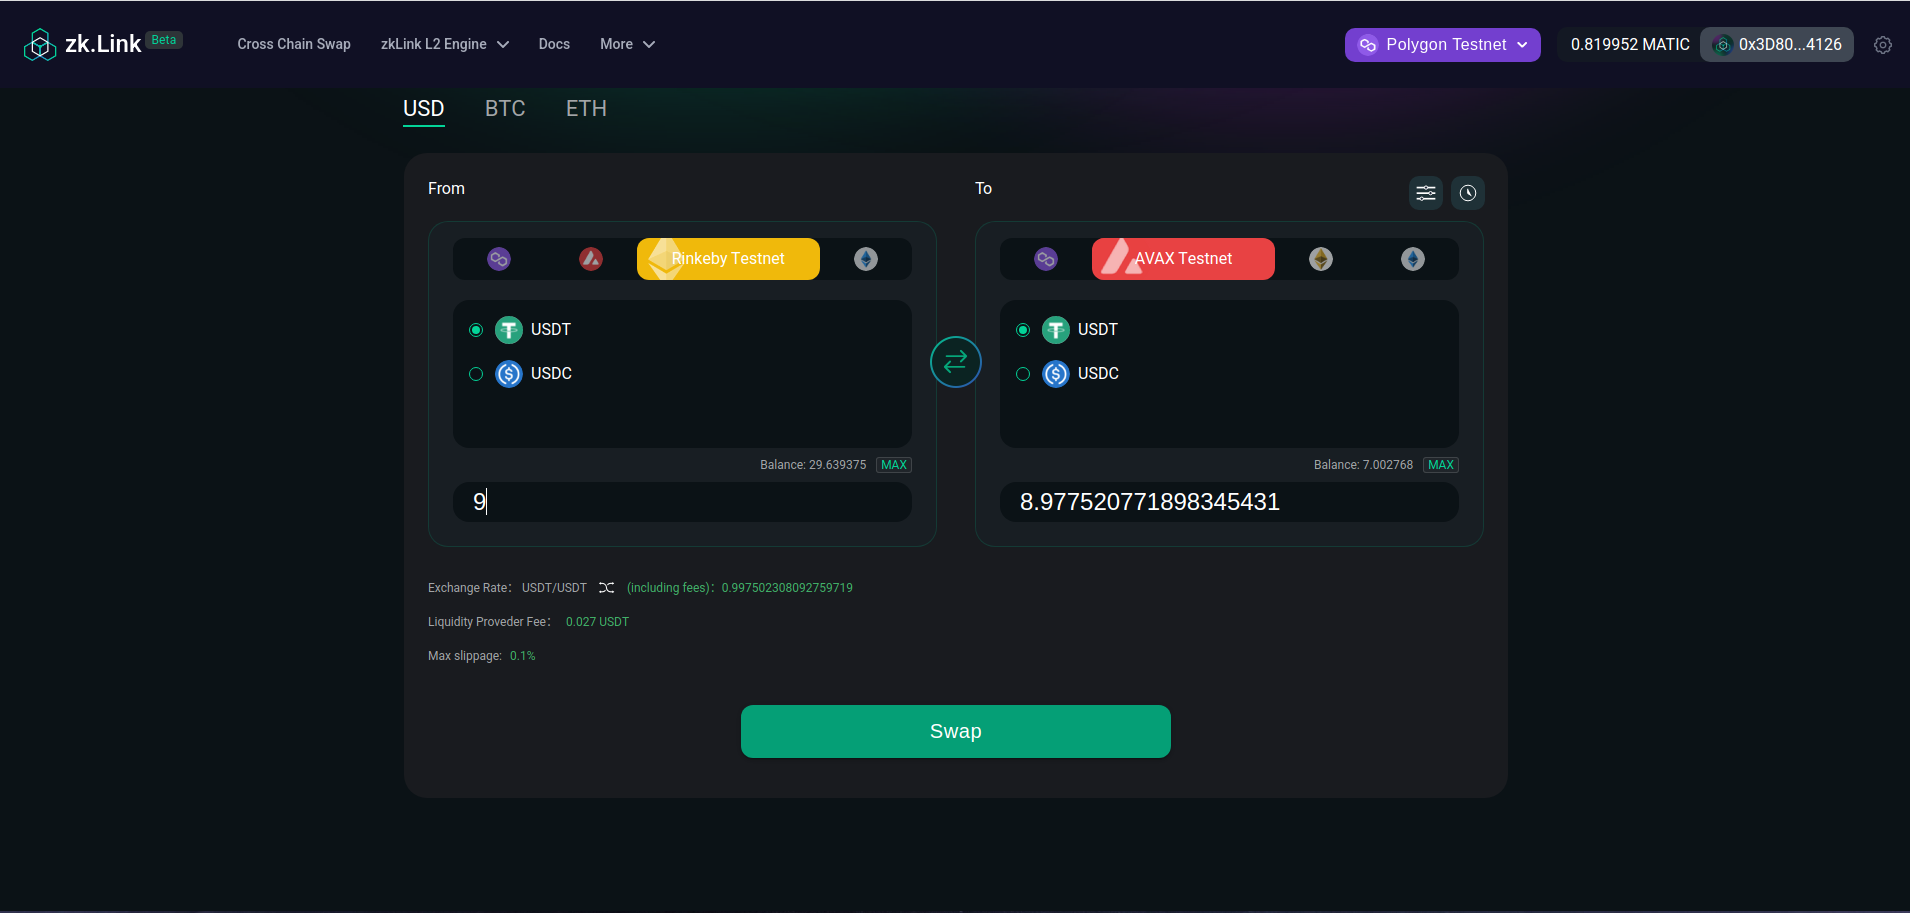 zk.Link Beta Cross Chain Swap zkLink L2 Engine Docs More Polygon Testnet 0.819952 MATIC 0x3D80...4126
USD BTC ETH
From To
Rinkeby Testnet AVAX Testnet
USDT USDT
USDC USDC
Balance: 29.639375 MAX Balance: 7.002768 MAX
9 8.977520771898345431
Exchange Rate: USDT/USDT (including fees): 0.997502308092759719
Liquidity Proveder Fee: 0.027 USDT
Max slippage: 0.1%
Swap